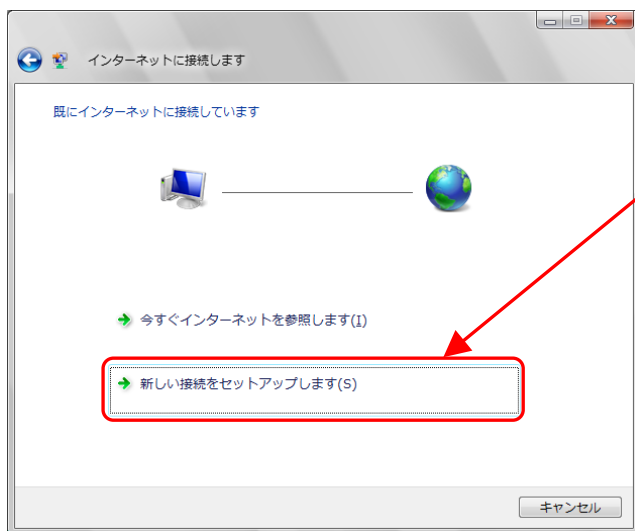 インターネットに接続します
既にインターネットに接続しています
今すぐインターネットを参照します(I)
新しい接続をセットアップします(S)
キャンセル